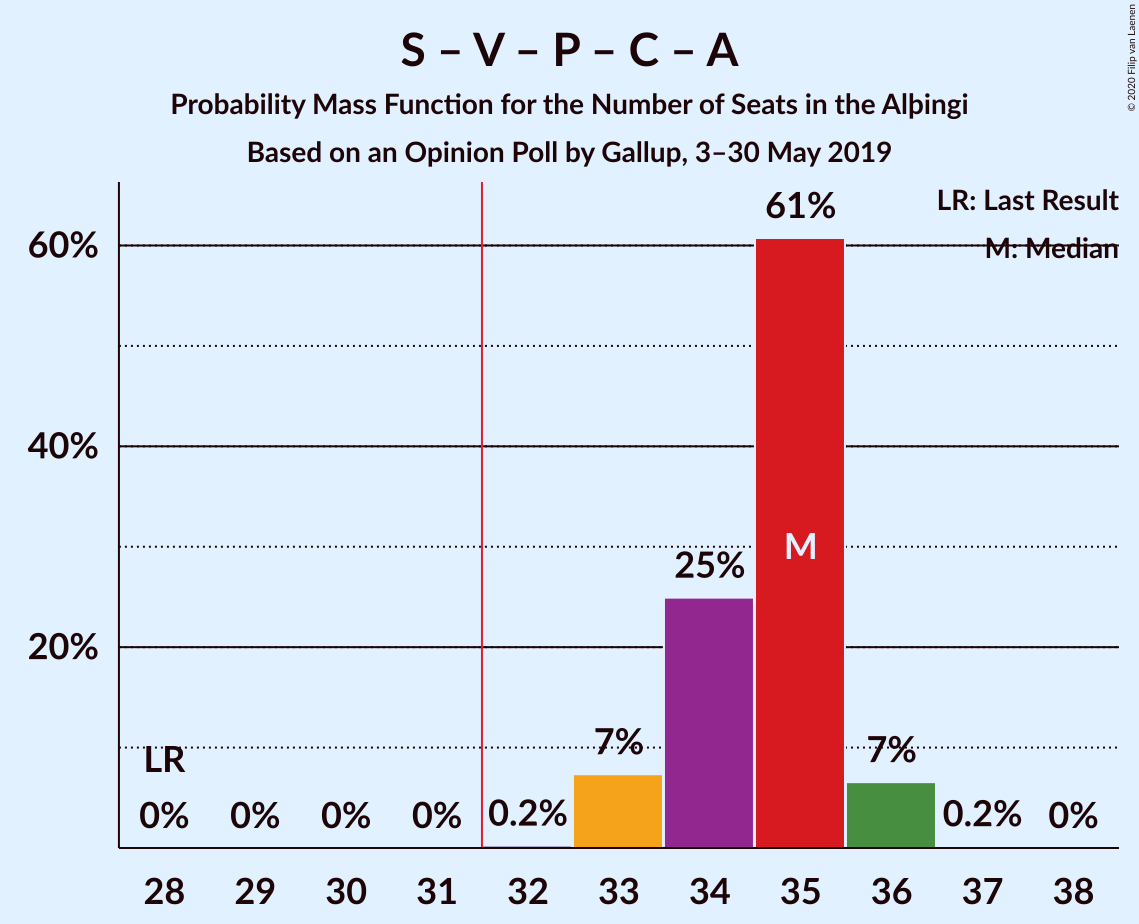 S – V – P – C – A
Probability Mass Function for the Number of Seats in the Alþingi
Based on an Opinion Poll by Gallup, 3–30 May 2019
© 2020 Filip van Laenen
LR: Last Result
M: Median
61%
60%
40%
20%
M
25%
7%
7%
LR
0%
0%
0%
0%
0.2%
0.2%
0%
28 29 30 31 32 33 34 35 36 37 38